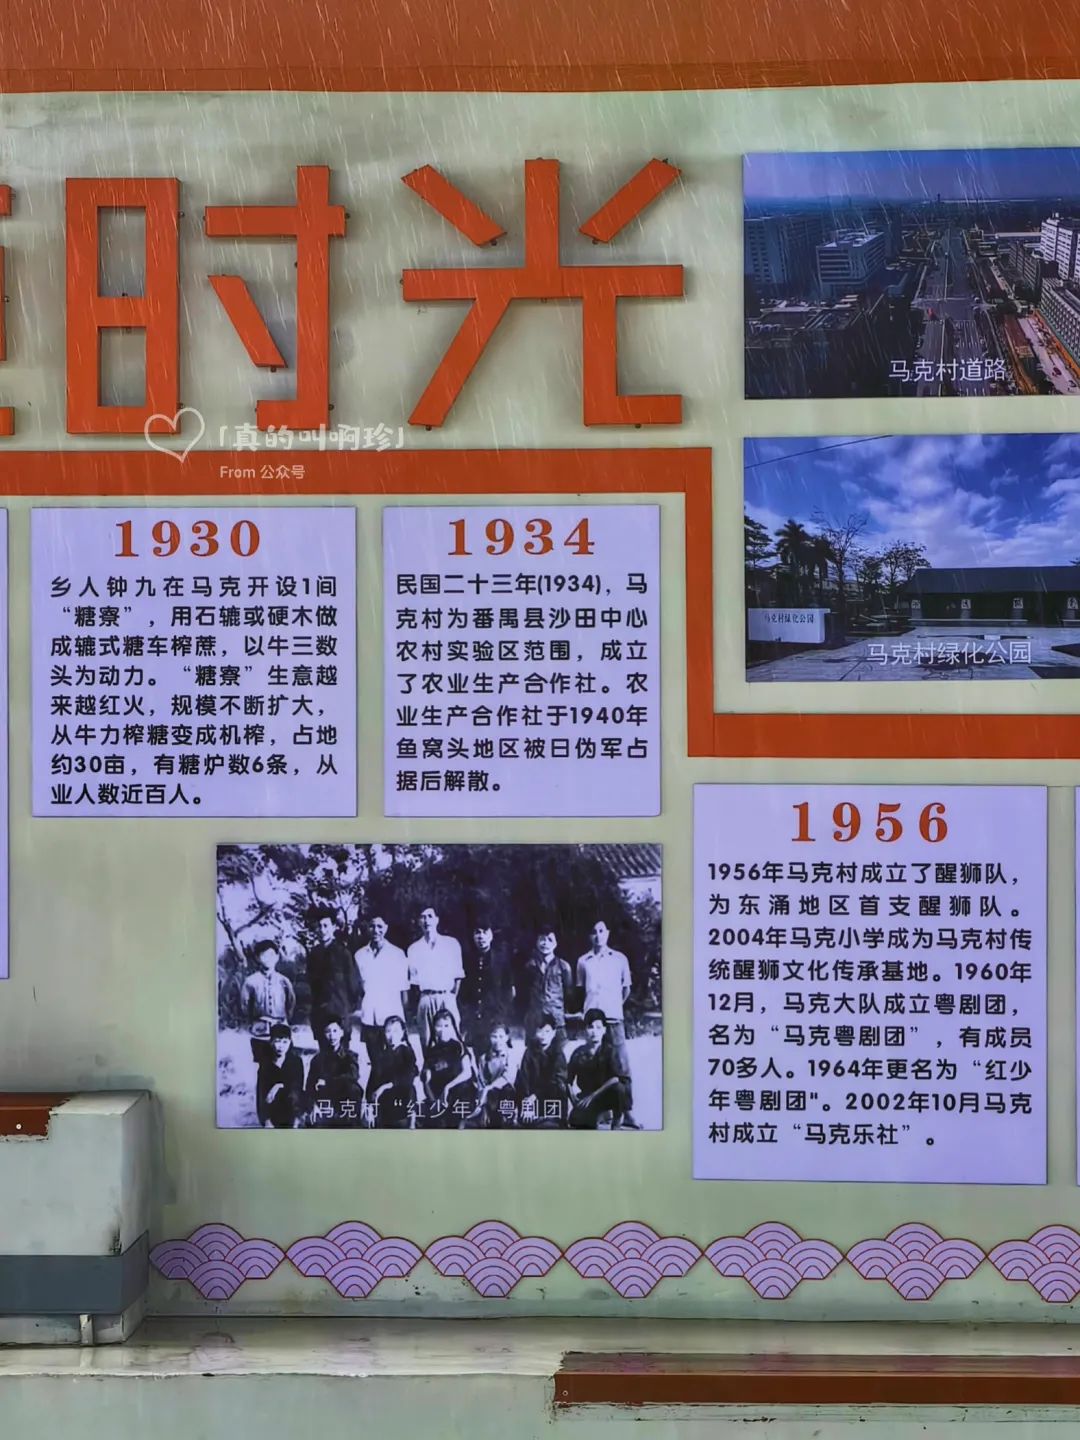 时光
马克村道路
「真的叫啊珍」
From 公众号
马克村绿化公园
马克村绿化公园
1930
乡人钟九在马克开设1间
“糖寮”，用石辘或硬木做
成辘式糖车榨蔗，以牛三数
头为动力。“糖寮”生意越
来越红火，规模不断扩大，
从牛力榨糖变成机榨，占地
约30亩，有糖炉数6条，从
业人数近百人。
1934
民国二十三年(1934)，马
克村为番禺县沙田中心
农村实验区范围，成立
了农业生产合作社。农
业生产合作社于1940年
鱼窝头地区被日伪军占
据后解散。
马克村“红少年”粤剧团
1956
1956年马克村成立了醒狮队，
为东涌地区首支醒狮队。
2004年马克小学成为马克村传
统醒狮文化传承基地。1960年
12月，马克大队成立粤剧团，
名为“马克粤剧团”，有成员
70多人。1964年更名为“红少
年粤剧团"。2002年10月马克
村成立“马克乐社”。